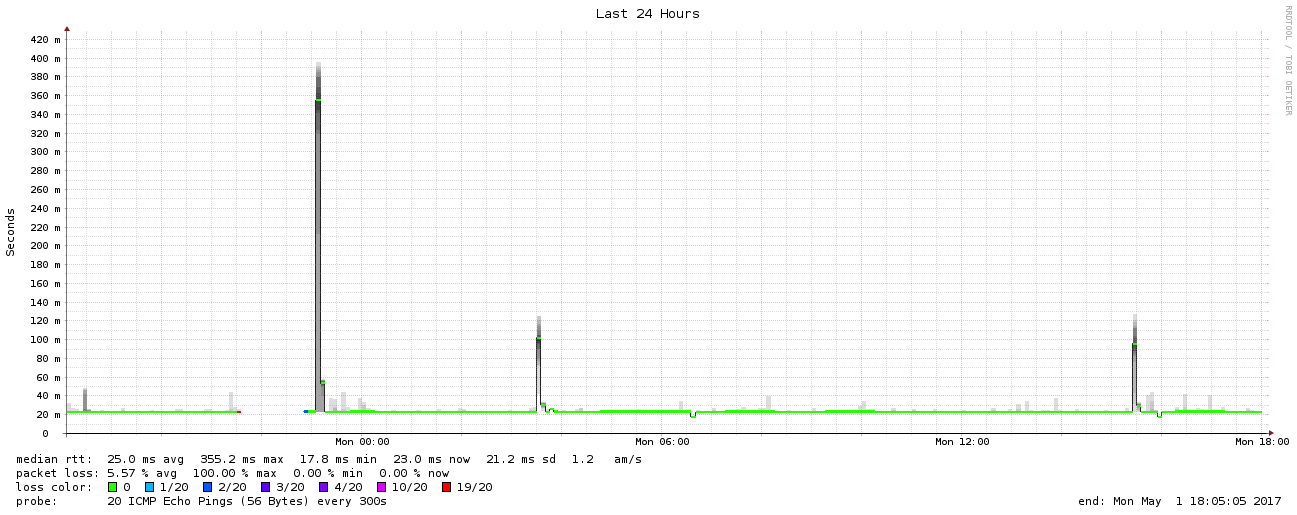 Last 24 Hours
RRDTOOL / TOBI OETIKER
Seconds
420 m
400 m
380 m
360 m
340 m
320 m
300 m
280 m
260 m
240 m
220 m
200 m
180 m
160 m
140 m
120 m
100 m
80 m
60 m
40 m
20 m
0
Mon 00:00 Mon 06:00 Mon 12:00 Mon 18:00
median rtt: 25.0 ms avg 355.2 ms max 17.8 ms min 23.0 ms now 21.2 ms sd 1.2 am/s
packet loss: 5.57 % avg 100.00 % max 0.00 % min 0.00 % now
loss color: 0 1/20 2/20 3/20 4/20 10/20 19/20
probe: 20 ICMP Echo Pings (56 Bytes) every 300s end: Mon May 1 18:05:05 2017